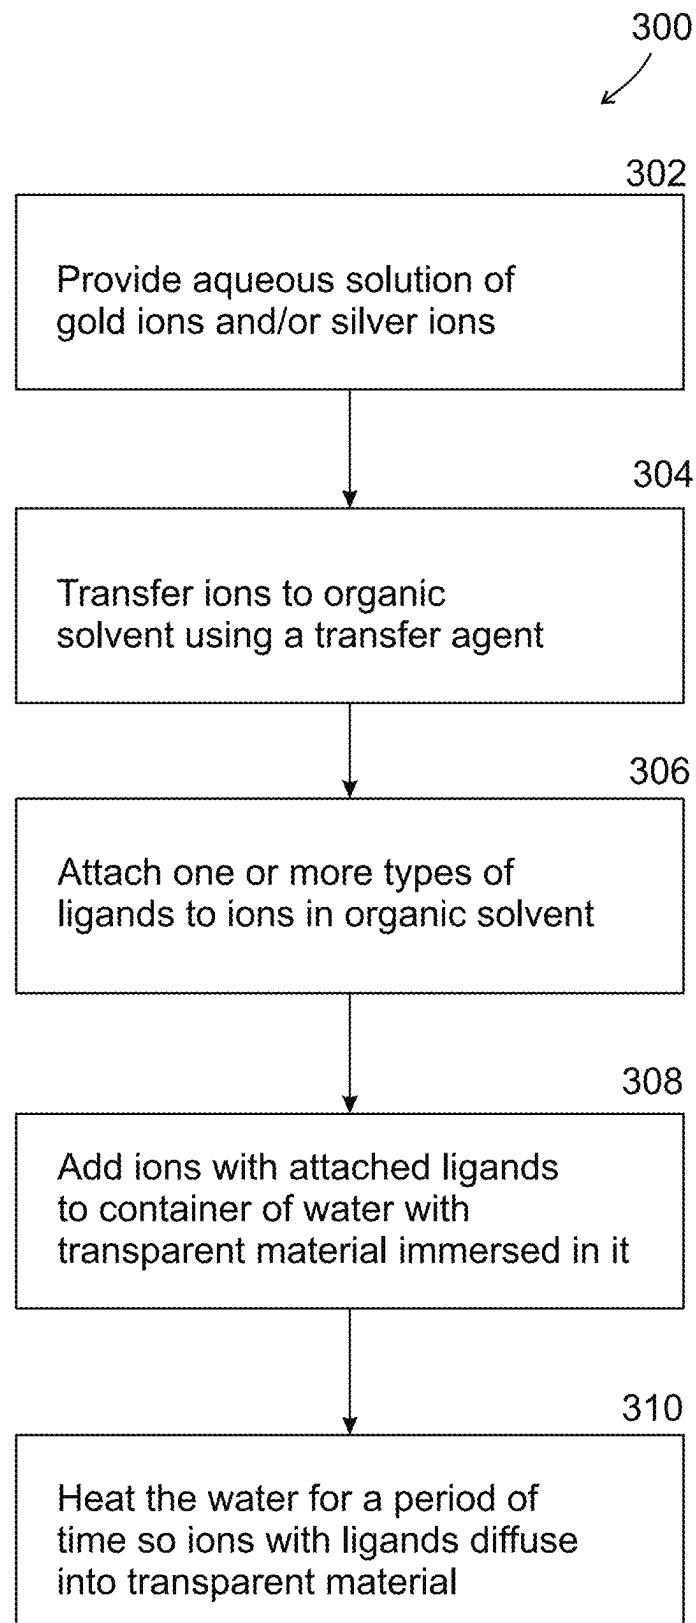 300
302
Provide aqueous solution of
gold ions and/or silver ions
304
Transfer ions to organic
solvent using a transfer agent
306
Attach one or more types of
ligands to ions in organic solvent
308
Add ions with attached ligands
to container of water with
transparent material immersed in it
310
Heat the water for a period of
time so ions with ligands diffuse
into transparent material